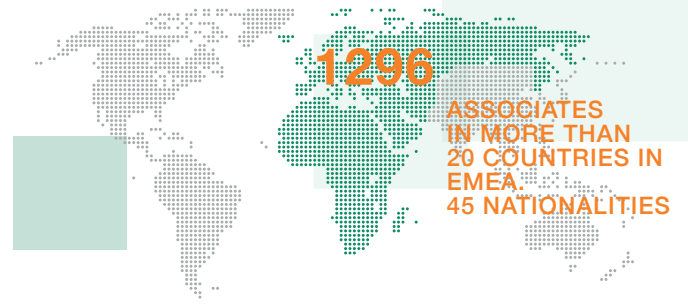 1296
ASSOCIATES
IN MORE THAN
20 COUNTRIES IN
EMEA.
45 NATIONALITIES